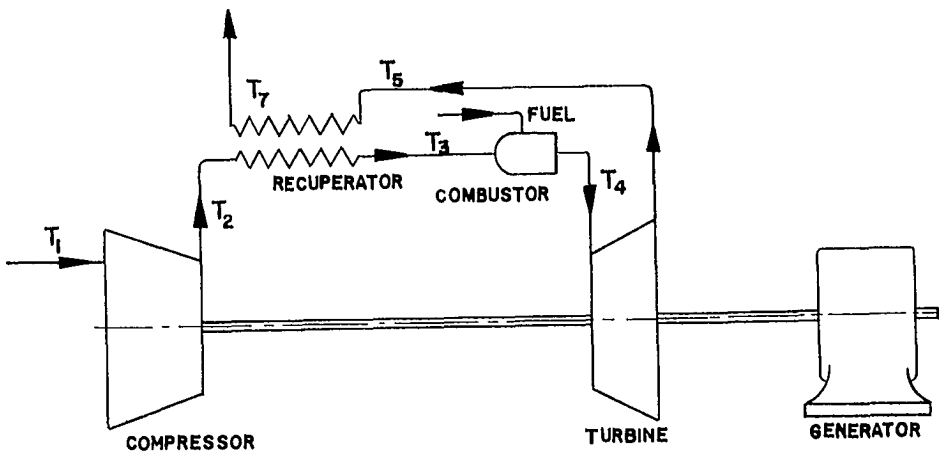 T5
T7
FUEL
T3
RECUPERATOR
COMBUSTOR
T4
T2
T1
COMPRESSOR
TURBINE
GENERATOR